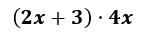 (2x + 3) · 4x